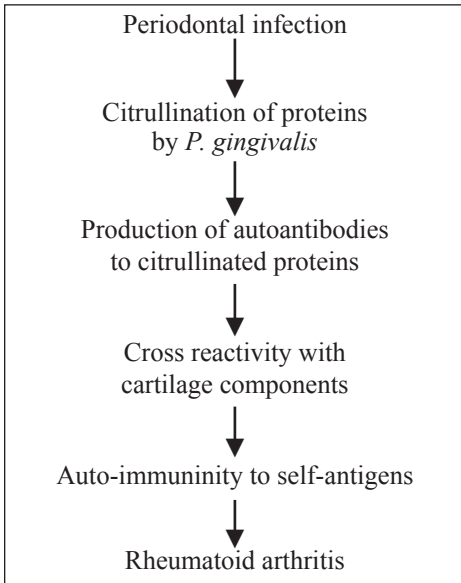 Periodontal infection
Citrullination of proteins
by P. gingivalis
Production of autoantibodies
to citrullinated proteins
Cross reactivity with
cartilage components
Auto-immuninity to self-antigens
Rheumatoid arthritis